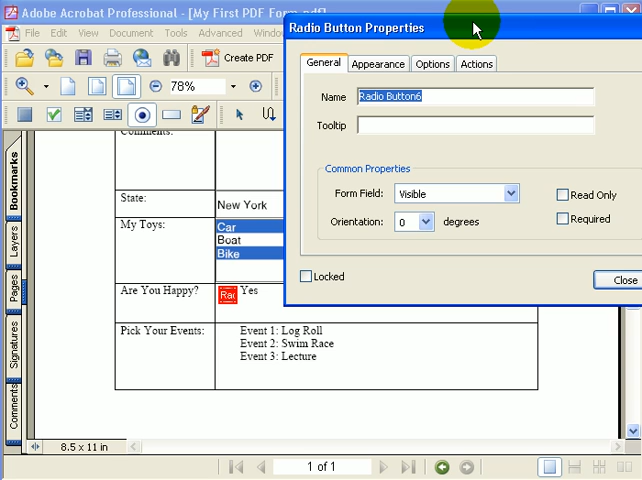 Adobe Acrobat Professional - [My First PDF Form.pdf]
File Edit View Document Tools Advanced
Create PDF
78%
Radio Button Properties
General Appearance Options Actions
Name Radio Button6
Tooltip
Common Properties
Form Field: Visible Read Only
Orientation: 0 degrees Required
Locked Close
Bookmarks
Layers
Pages
Signatures
Comments
Comments:
State: New York
My Toys: Car
Boat
Bike
Are You Happy? Rac Yes
Pick Your Events: Event 1: Log Roll
Event 2: Swim Race
Event 3: Lecture
8.5 x 11 in
1 of 1